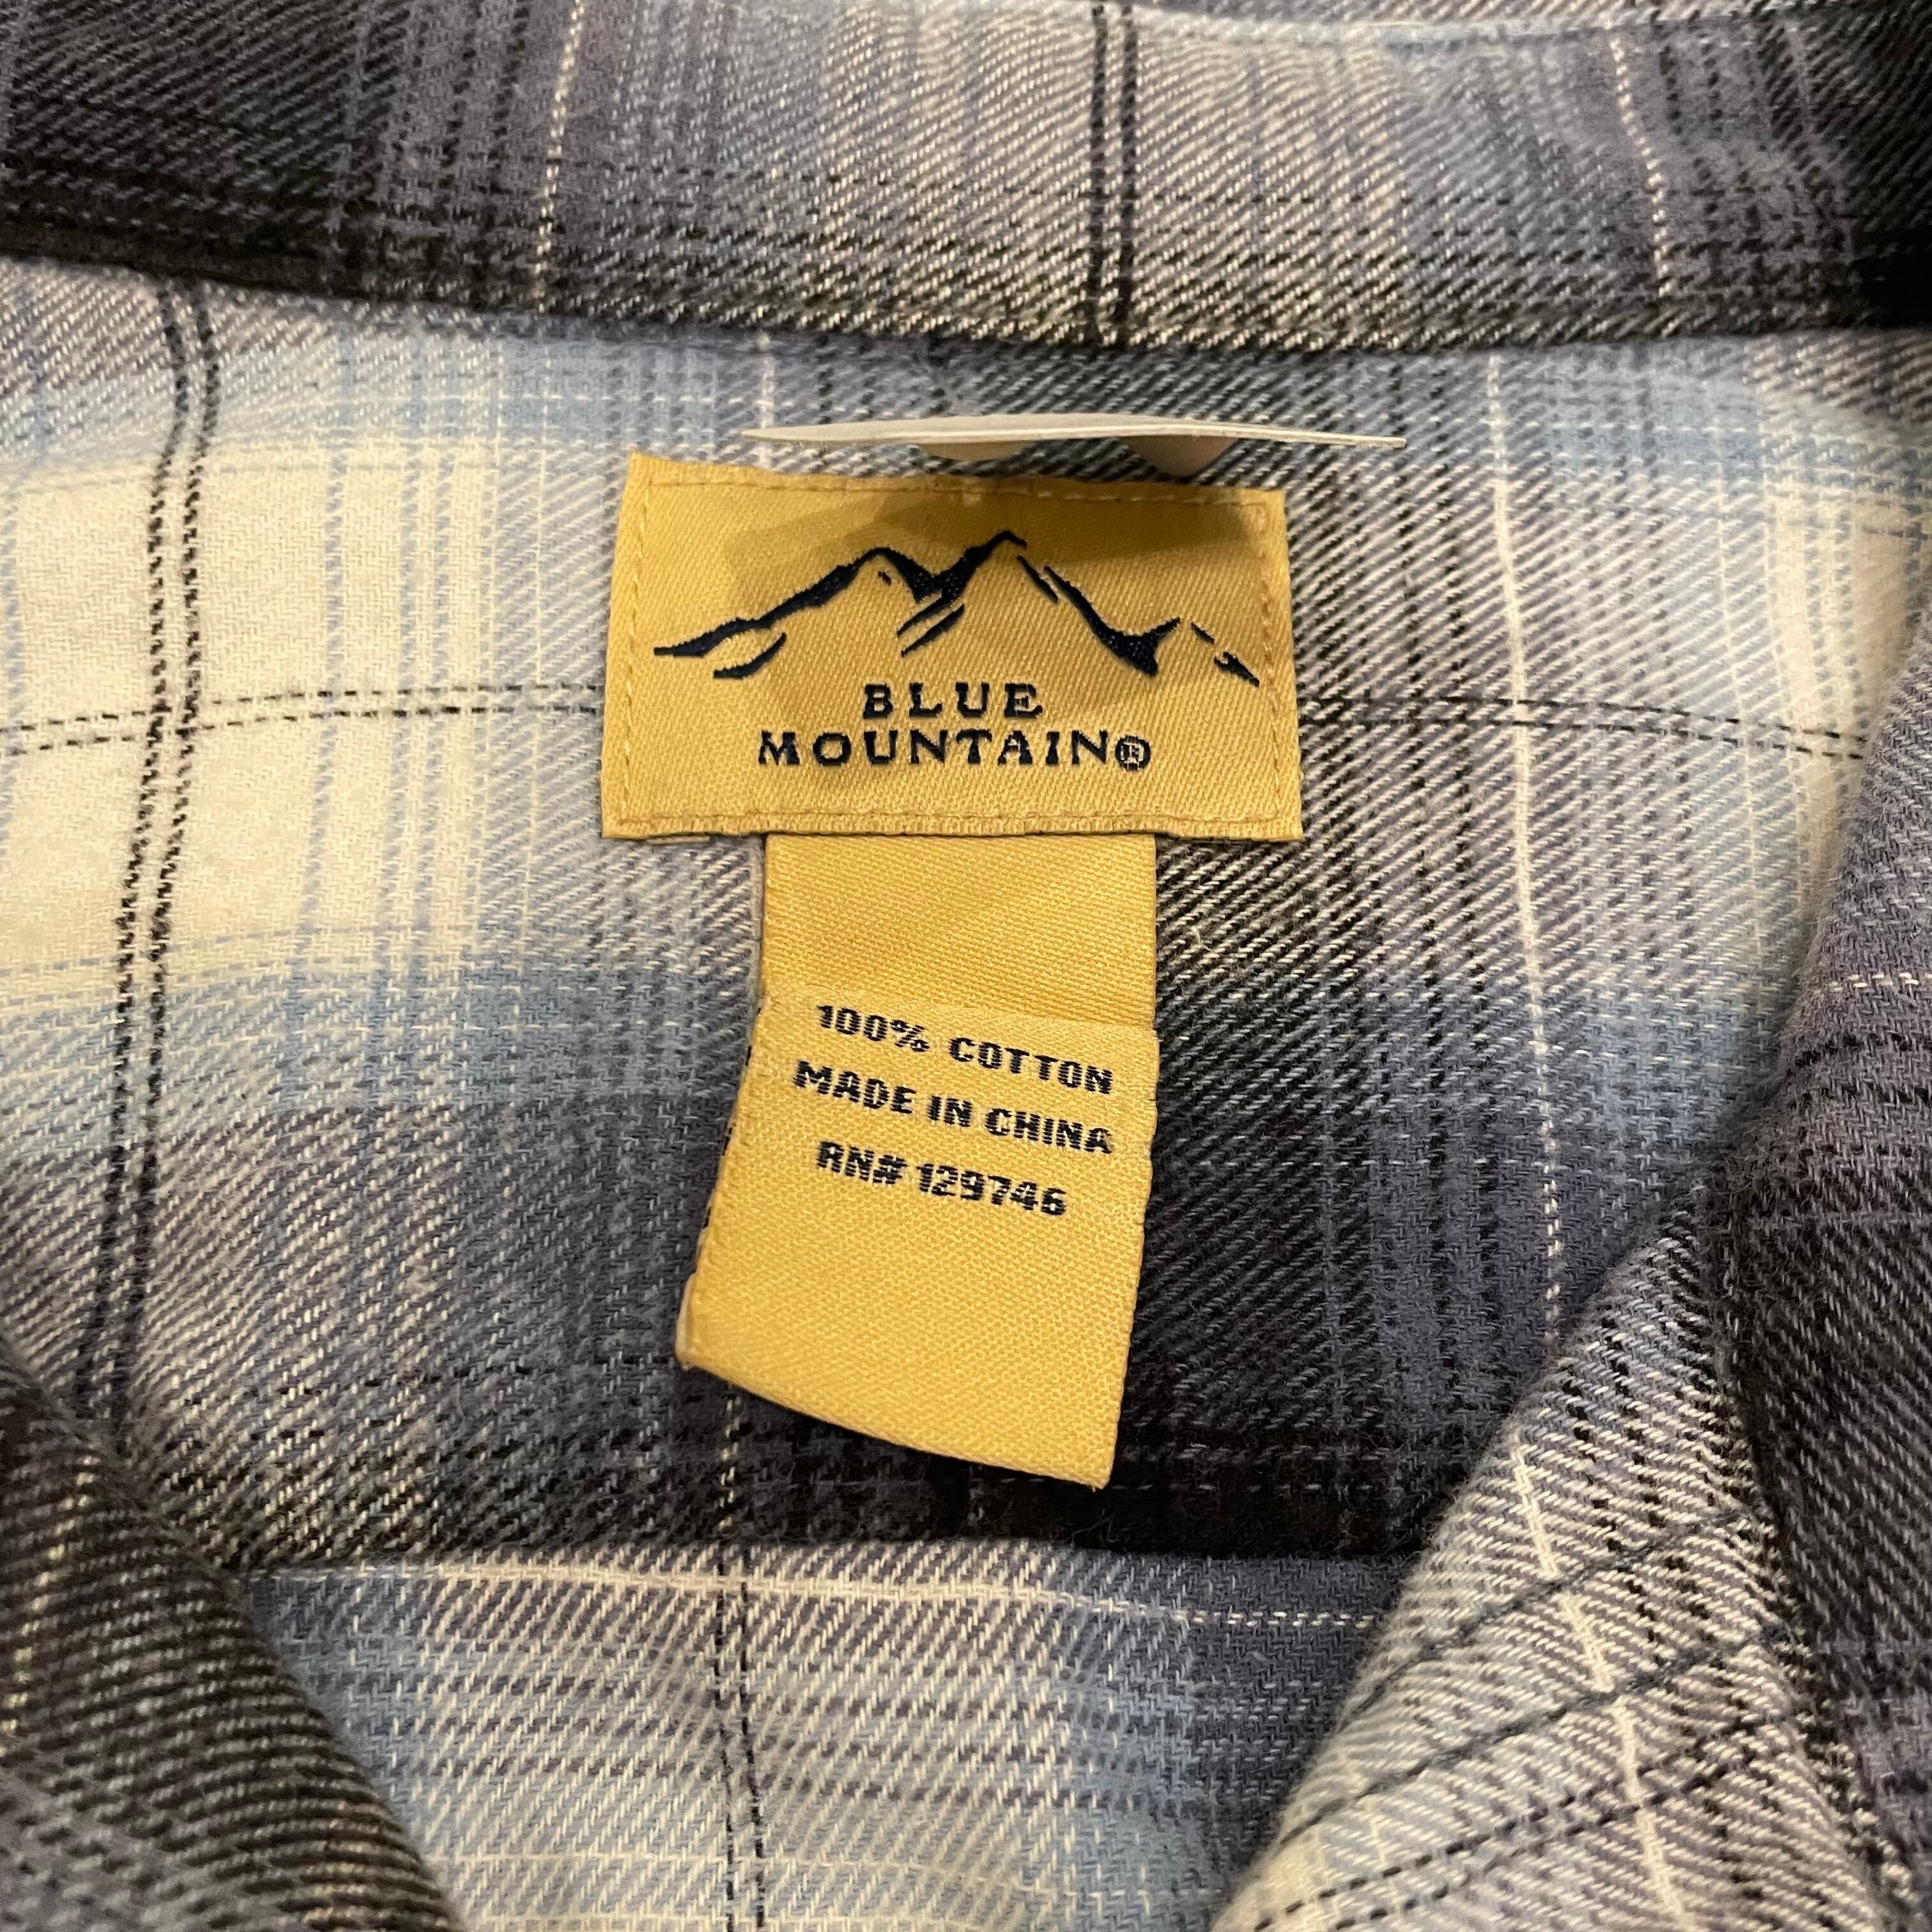 BLUE
MOUNTAIN®
100% COTTON
MADE IN CHINA
RN# 129746